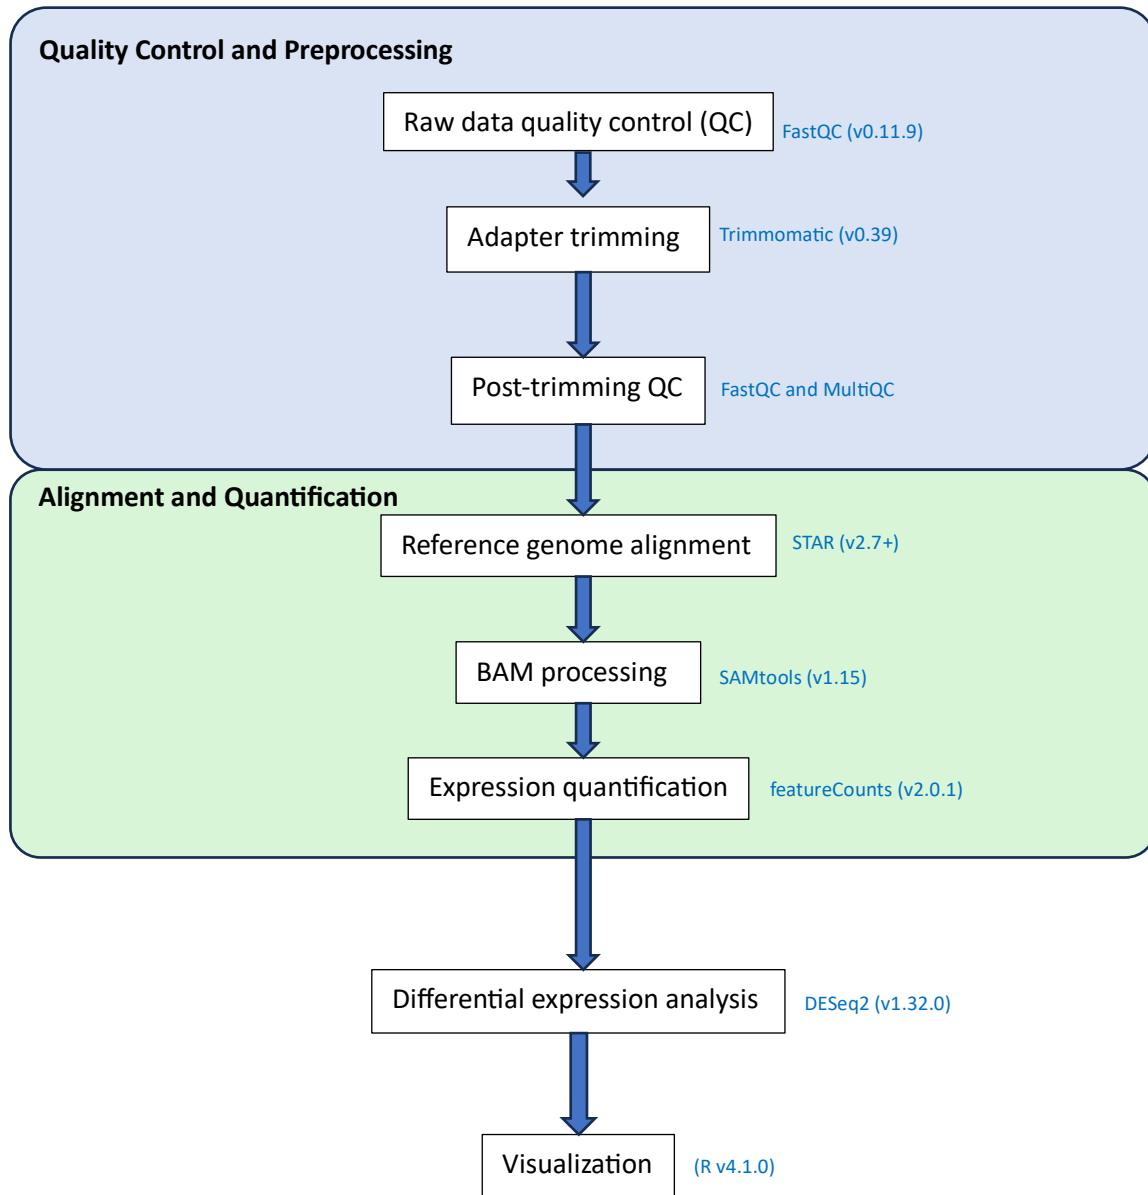 Quality Control and Preprocessing
Raw data quality control (QC)
FastQC (v0.11.9)
Adapter trimming
Trimmomatic (v0.39)
Post-trimming QC
FastQC and MultiQC
Alignment and Quantification
Reference genome alignment
STAR (v2.7+)
BAM processing
SAMtools (v1.15)
Expression quantification
featureCounts (v2.0.1)
Differential expression analysis
DESeq2 (v1.32.0)
Visualization
(R v4.1.0)